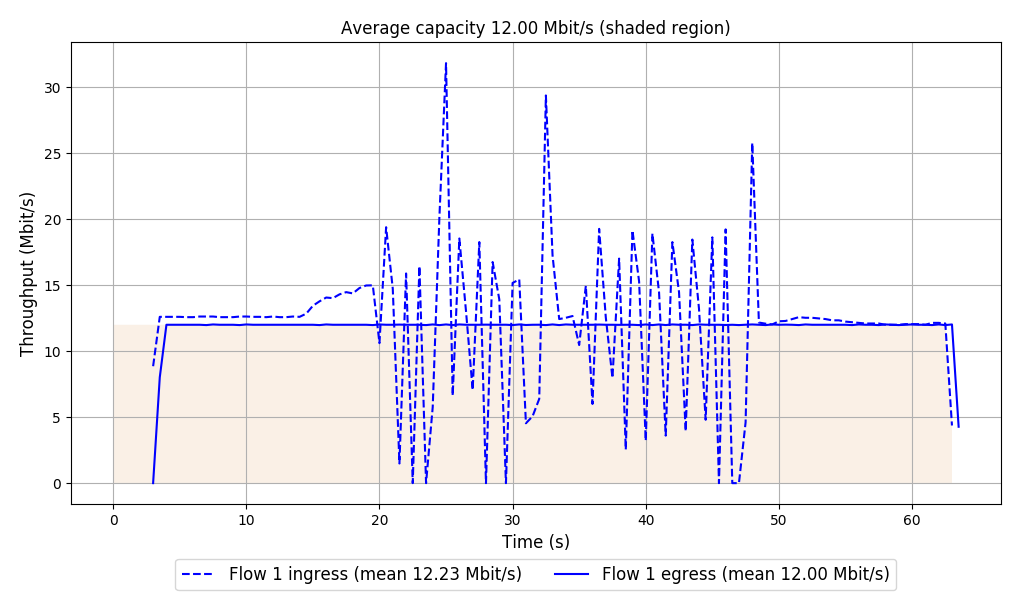 Average capacity 12.00 Mbit/s (shaded region)
Throughput (Mbit/s)
30
25
20
15
10
5
0
0 10 20 30 40 50 60
Time (s)
Flow 1 ingress (mean 12.23 Mbit/s) Flow 1 egress (mean 12.00 Mbit/s)